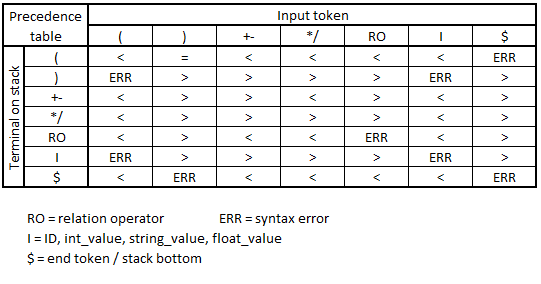 Precedence table Input token
( ) +- */ RO I $
Terminal on stack
( < = < < < < ERR
) ERR > > > > ERR >
+- < > > < > < >
*/ < > > > > < >
RO < > < < ERR < >
I ERR > > > > ERR >
$ < ERR < < < < ERR
RO = relation operator ERR = syntax error
I = ID, int_value, string_value, float_value
$ = end token / stack bottom